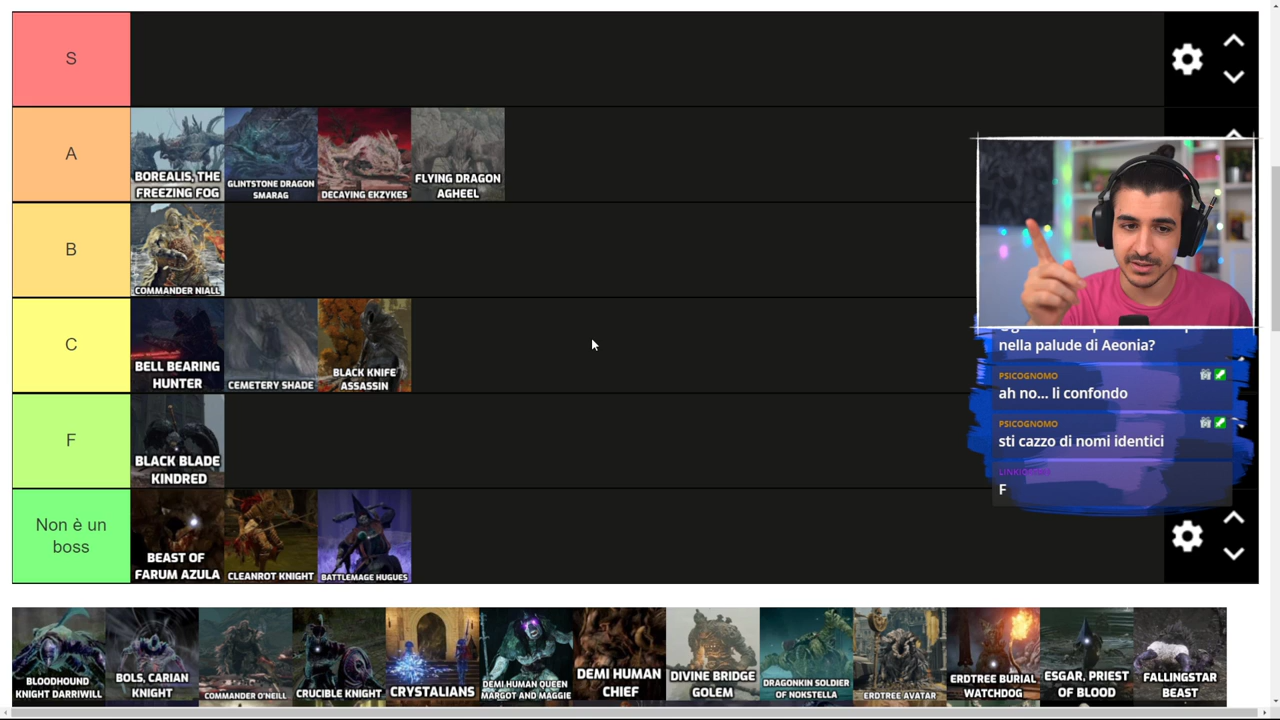 S
A
BOREALIS, THE
FREEZING FOG
GLINTSTONE DRAGON
SMARAG
DECAYING EKZYKES
FLYING DRAGON
AGHEEL
B
COMMANDER NIALL
C
BELL BEARING
HUNTER
CEMETERY SHADE
BLACK KNIFE
ASSASSIN
F
BLACK BLADE
KINDRED
Non è un
boss
BEAST OF
FARUM AZULA
CLEANROT KNIGHT
BATTLEMAGE HUGUES
nella palude di Aeonia?
PSICOGNOMO
ah no... li confondo
PSICOGNOMO
sti cazzo di nomi identici
F
BLOODHOUND
KNIGHT DARRIWILL
BOLS, CARIAN
KNIGHT
COMMANDER O'NEILL
CRUCIBLE KNIGHT
CRYSTALIANS
DEMI HUMAN QUEEN
MARGOT AND MAGGIE
DEMI HUMAN
CHIEF
DIVINE BRIDGE
GOLEM
DRAGONKIN SOLDIER
OF NOKSTELLA
ERDTREE AVATAR
ERDTREE BURIAL
WATCHDOG
ESGAR, PRIEST
OF BLOOD
FALLINGSTAR
BEAST